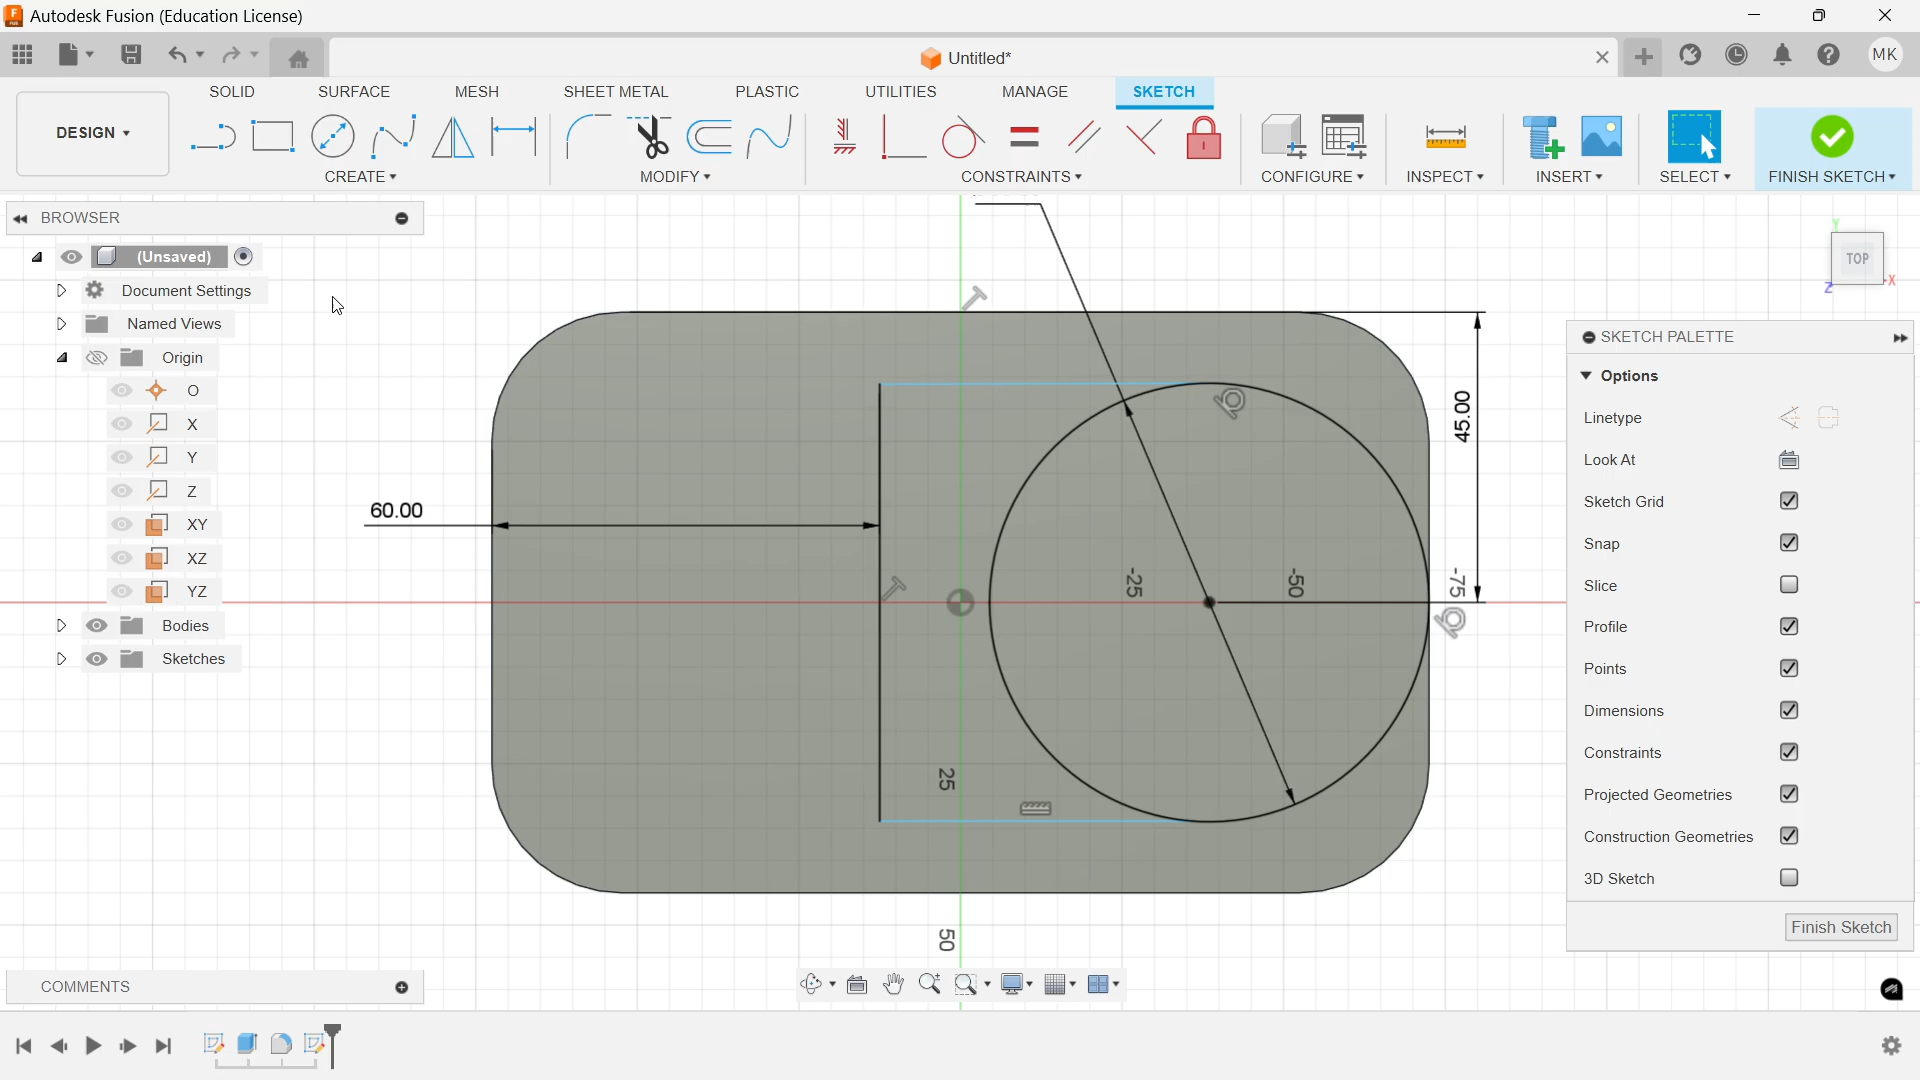 Autodesk Fusion (Education License)
Untitled*
MK
DESIGN
SOLID SURFACE MESH SHEET METAL PLASTIC UTILITIES MANAGE SKETCH
CREATE MODIFY CONSTRAINTS CONFIGURE INSPECT INSERT SELECT FINISH SKETCH
BROWSER
(Unsaved)
Document Settings
Named Views
Origin
O
X
Y
Z
XY
XZ
YZ
Bodies
Sketches
60.00
45.00
-25
-50
-75
25
50
Y
TOP
X
Z
SKETCH PALETTE
Options
Linetype
Look At
Sketch Grid
Snap
Slice
Profile
Points
Dimensions
Constraints
Projected Geometries
Construction Geometries
3D Sketch
Finish Sketch
COMMENTS